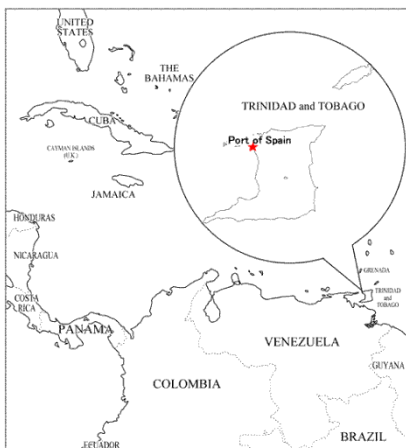 UNITED
STATES
THE
BAHAMAS
TRINIDAD and TOBAGO
CUBA
Port of Spain
CAYMAN ISLANDS
(U.K.)
JAMAICA
HONDURAS
NICARAGUA
GRENADA
COSTA
RICA
TRINIDAD
and
TOBAGO
PANAMA
VENEZUELA
GUYANA
COLOMBIA
BRAZIL
ECUADOR